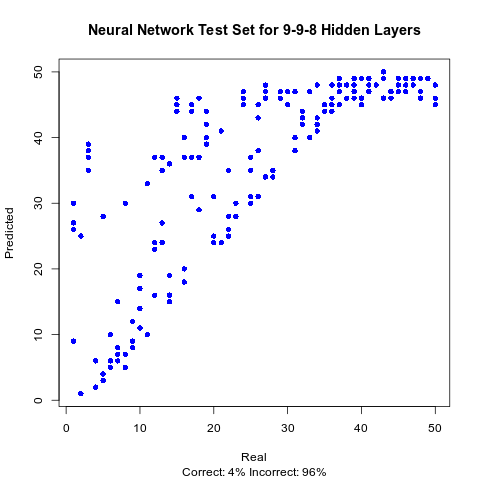 Neural Network Test Set for 9-9-8 Hidden Layers
Predicted
50
40
30
20
10
0
0 10 20 30 40 50
Real
Correct: 4% Incorrect: 96%